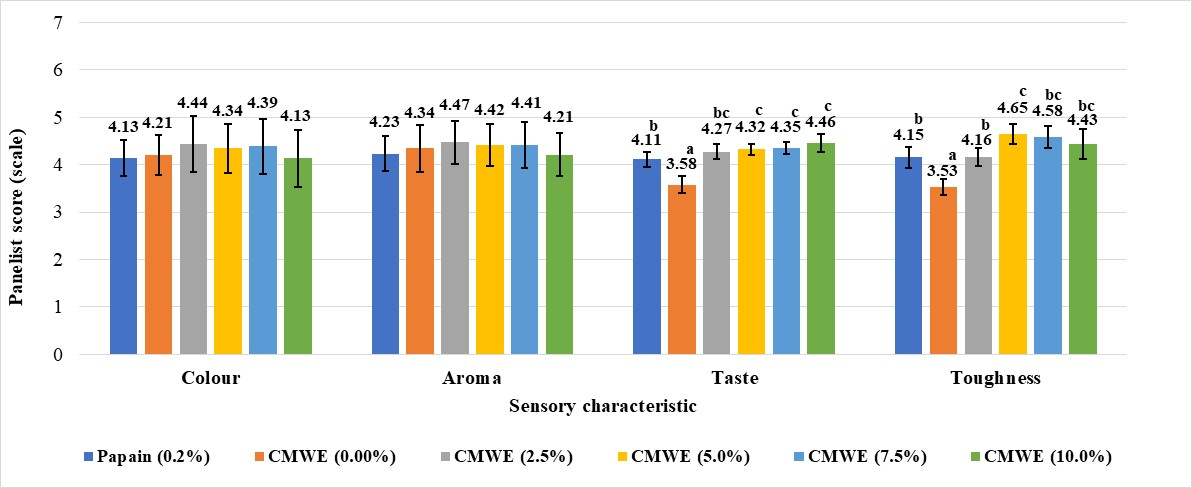 7
6
5
4
3
2
1
0
Panelist score (scale)
4.13 4.21 4.44 4.34 4.39 4.13
4.23 4.34 4.47 4.42 4.41 4.21
b a bc c c c
4.11 3.58 4.27 4.32 4.35 4.46
b a b c bc bc
4.15 3.53 4.16 4.65 4.58 4.43
Colour Aroma Taste Toughness
Sensory characteristic
Papain (0.2%) CMWE (0.00%) CMWE (2.5%) CMWE (5.0%) CMWE (7.5%) CMWE (10.0%)